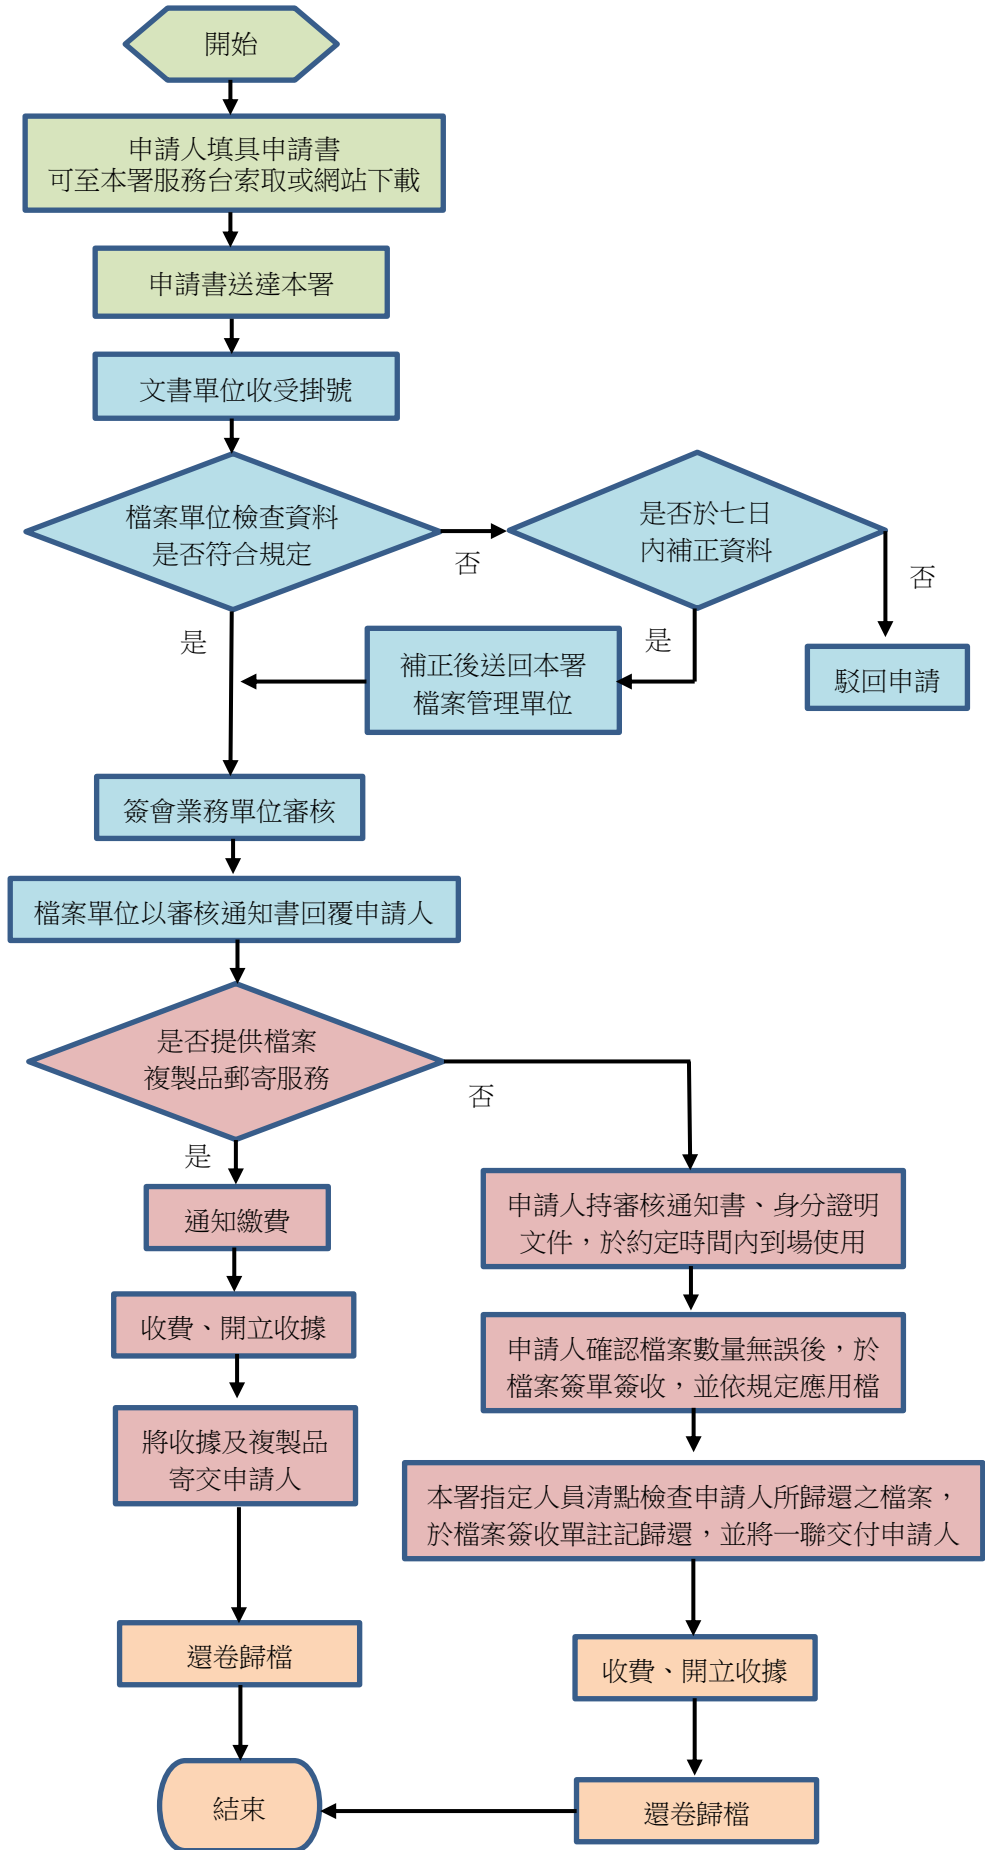 開始
申請人填具申請書
可至本署服務台索取或網站下載
申請書送達本署
文書單位收受掛號
檔案單位檢查資料
是否符合規定
否
是否於七日
內補正資料
否
駁回申請
是
補正後送回本署
檔案管理單位
是
簽會業務單位審核
檔案單位以審核通知書回覆申請人
是否提供檔案
複製品郵寄服務
是
通知繳費
收費、開立收據
將收據及複製品
寄交申請人
還卷歸檔
否
申請人持審核通知書、身分證明
文件，於約定時間內到場使用
申請人確認檔案數量無誤後，於
檔案簽單簽收，並依規定應用檔
本署指定人員清點檢查申請人所歸還之檔案，
於檔案簽收單註記歸還，並將一聯交付申請人
收費、開立收據
還卷歸檔
結束